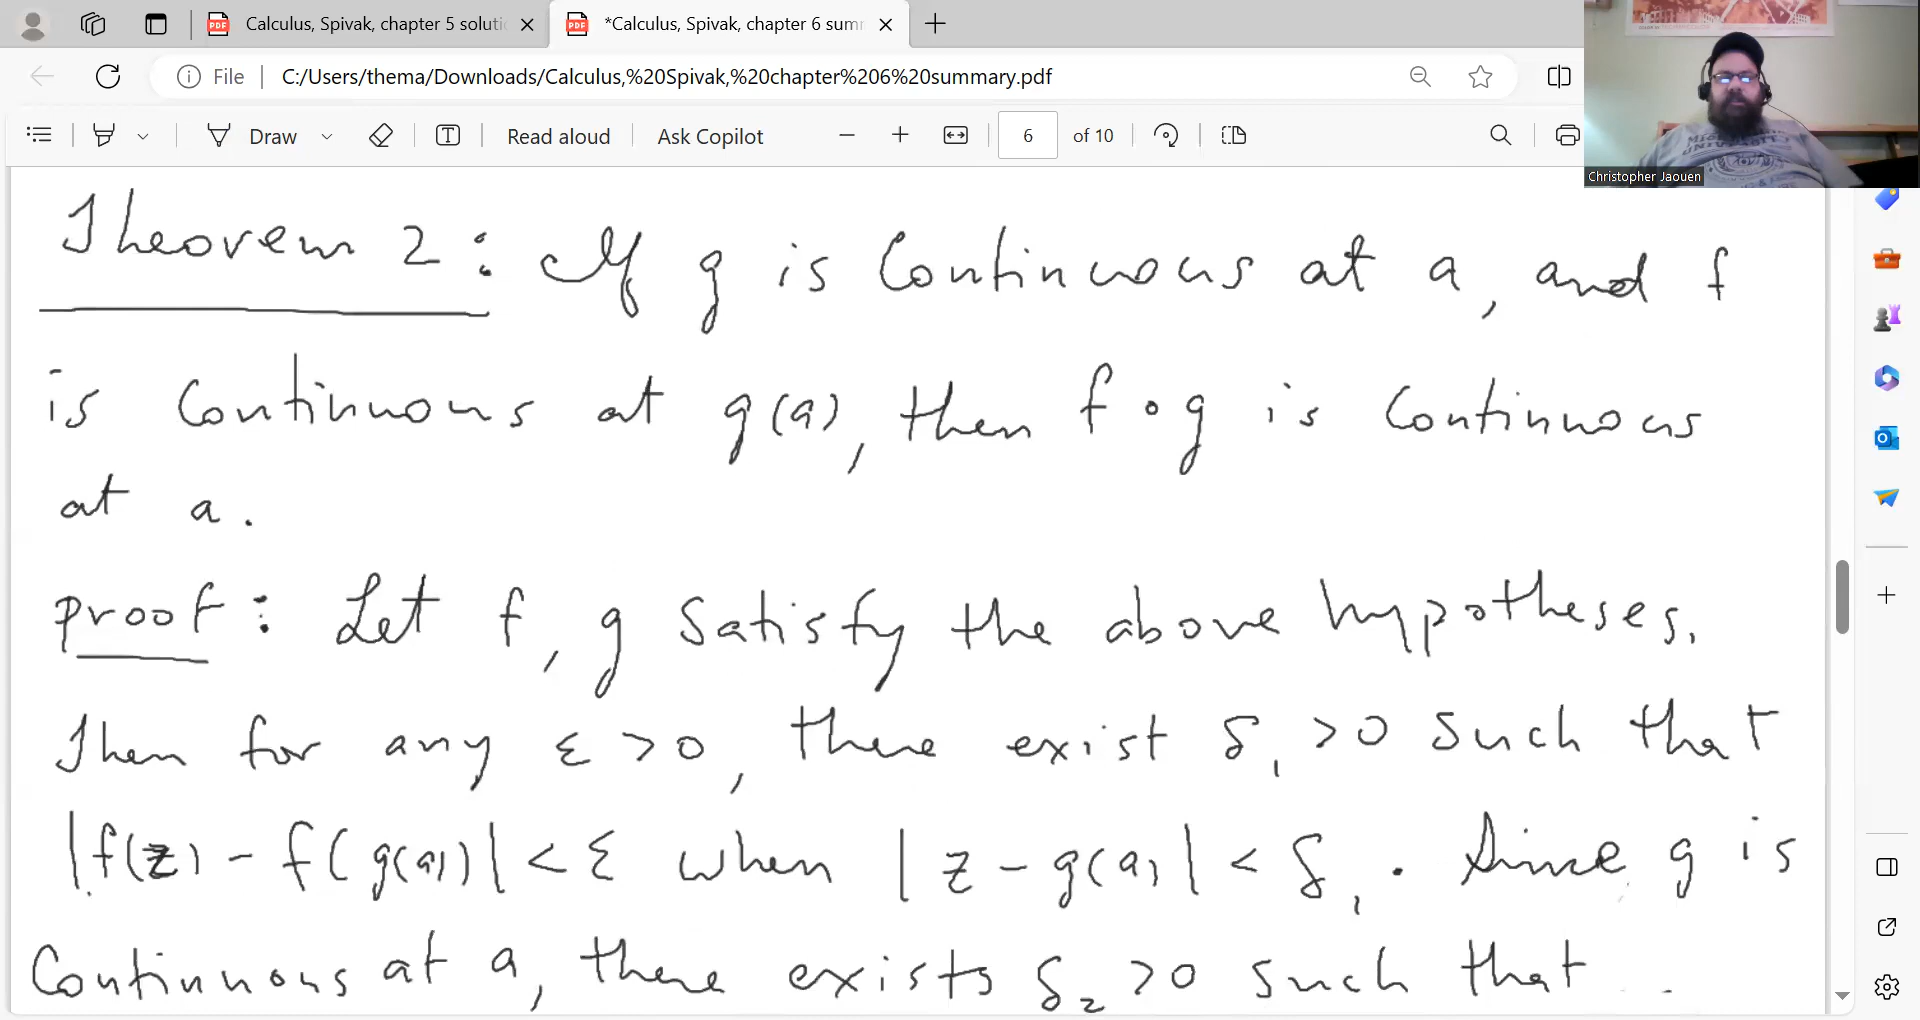 Calculus, Spivak, chapter 5 soluti
*Calculus, Spivak, chapter 6 sum
File
C:/Users/thema/Downloads/Calculus,%20Spivak,%20chapter%206%20summary.pdf
Draw
Read aloud
Ask Copilot
6 of 10
Christopher Jaouen
Theorem 2: If g is continuous at a, and f
is continuous at g(a), then f∘g is continuous
at a.
proof: Let f, g satisfy the above hypotheses.
Then for any ε>0, there exist δ₁>0 such that
|f(z) - f(g(a))| < ε when |z - g(a)| < δ₁. Since g is
continuous at a, there exists δ₂>0 such that